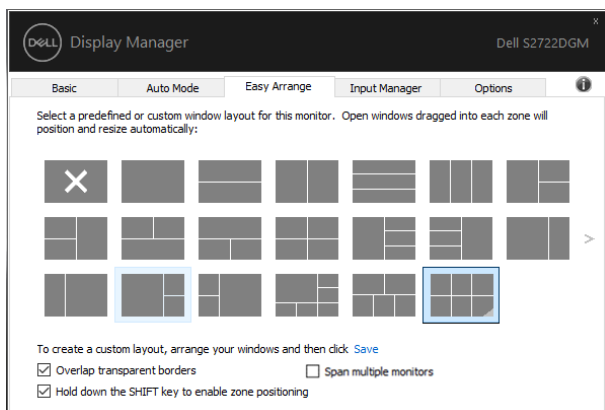 x
DELL Display Manager Dell S2722DGM
Basic Auto Mode Easy Arrange Input Manager Options i
Select a predefined or custom window layout for this monitor. Open windows dragged into each zone will
position and resize automatically:
>
To create a custom layout, arrange your windows and then click Save
Overlap transparent borders Span multiple monitors
Hold down the SHIFT key to enable zone positioning